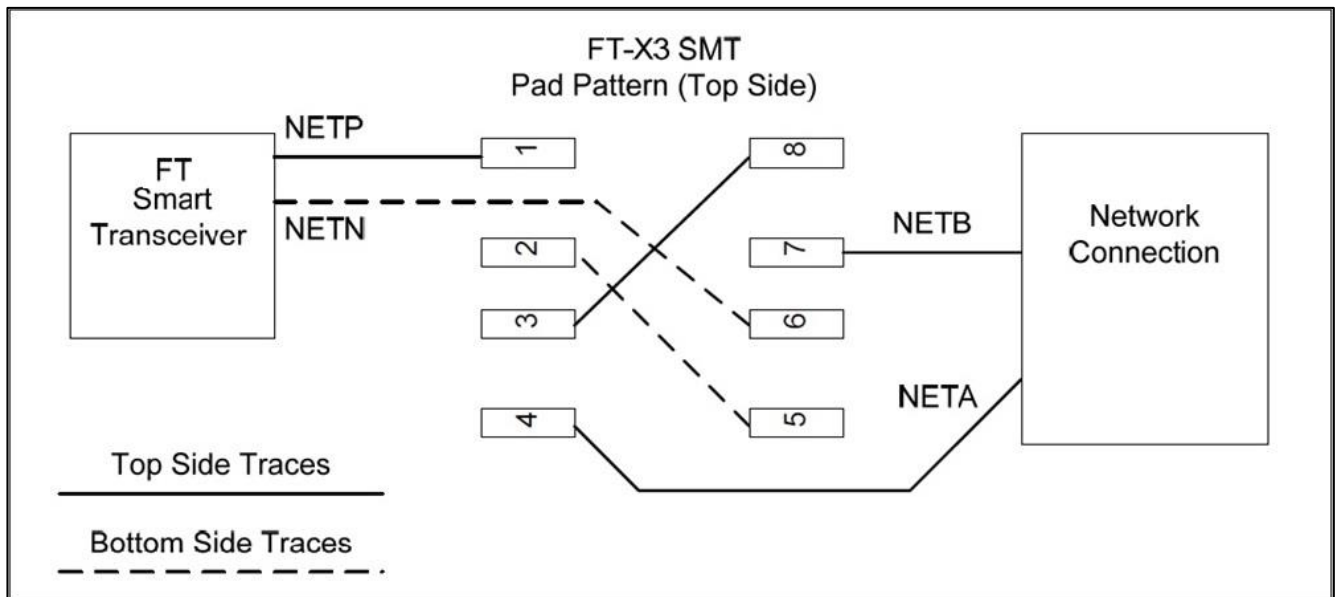 FT-X3 SMT
Pad Pattern (Top Side)
NETP
FT
Smart
Transceiver
NETN
1
2
3
4
8
7
6
5
NETB
NETA
Network
Connection
Top Side Traces
Bottom Side Traces